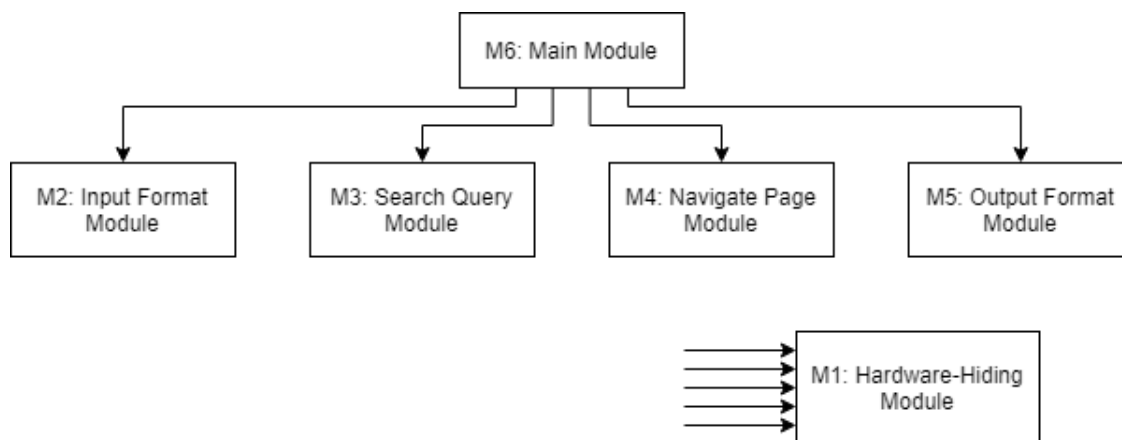 M6: Main Module
M2: Input Format
Module
M3: Search Query
Module
M4: Navigate Page
Module
M5: Output Format
Module
M1: Hardware-Hiding
Module